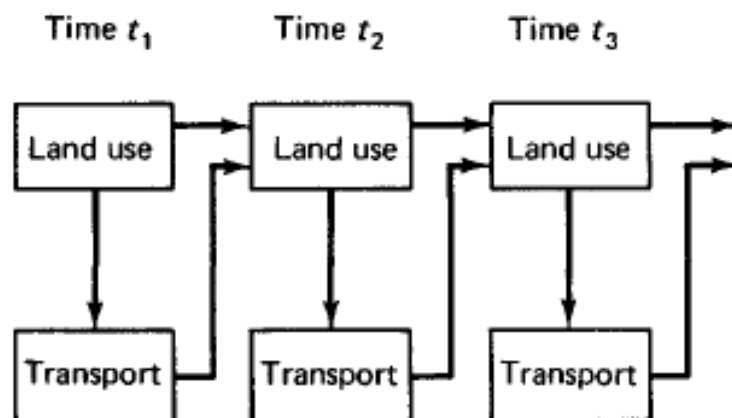 Time t₁ Time t₂ Time t₃
Land use Land use Land use
Transport Transport Transport